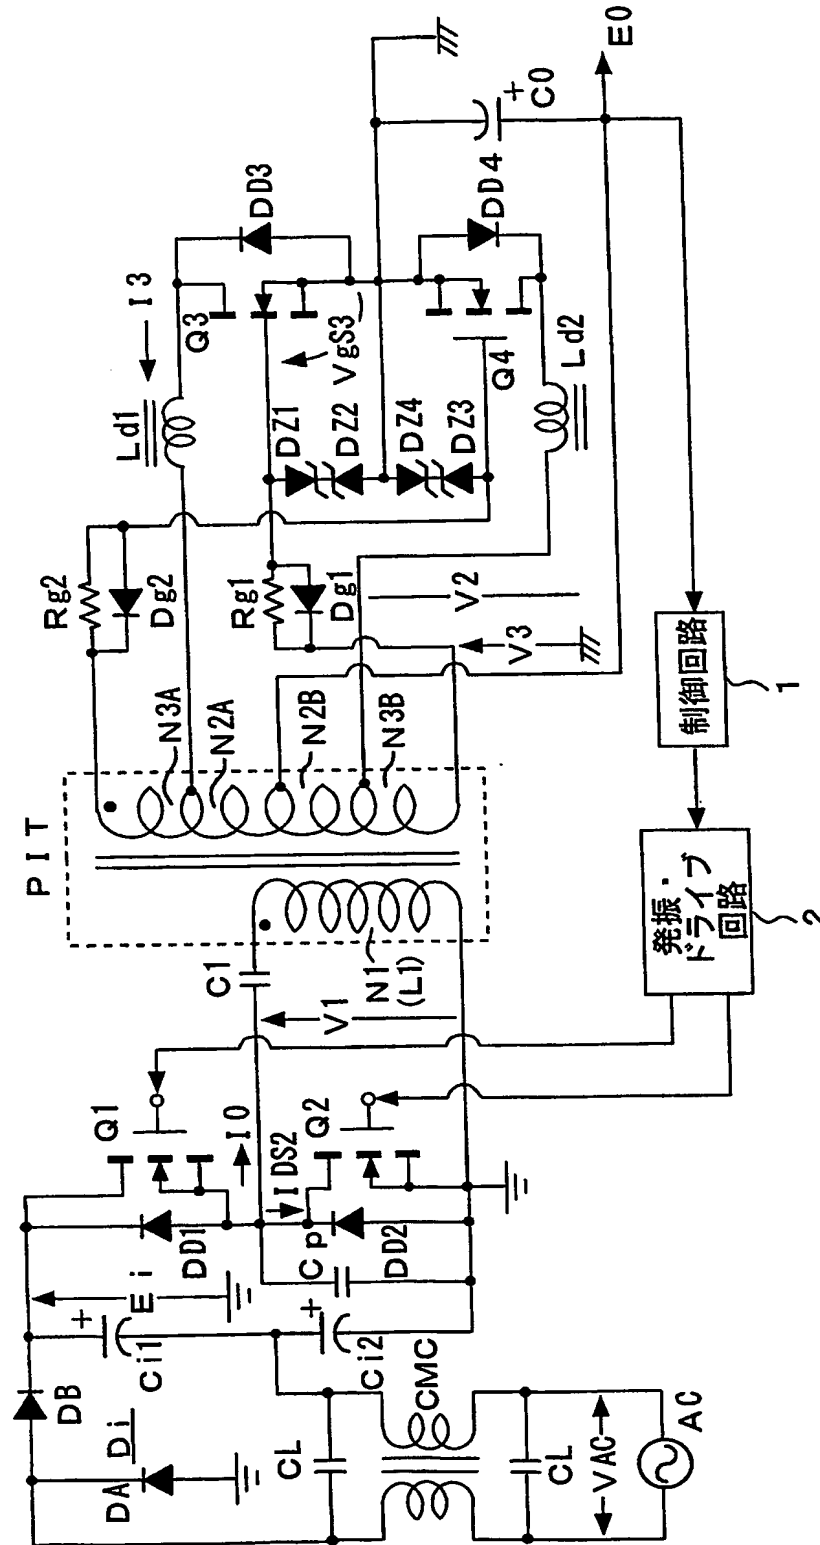 PIT
Rg2
Dg2
Ld1
I3
Q3
DD3
N3A
N2A
N2B
N3B
Rg1
Dg1
DZ1
DZ2
DZ4
DZ3
VgS3
Q4
DD4
Ld2
V2
V3
+
C0
E0
C1
V1
N1
(L1)
Q1
I0
IDS2
Q2
DD1
Cp
DD2
Ei
+
Ci1
+
Ci2
DB
Di
DA
CL
CMC
CL
VAC
AC
制御回路
1
発振・
ドライブ
回路
2